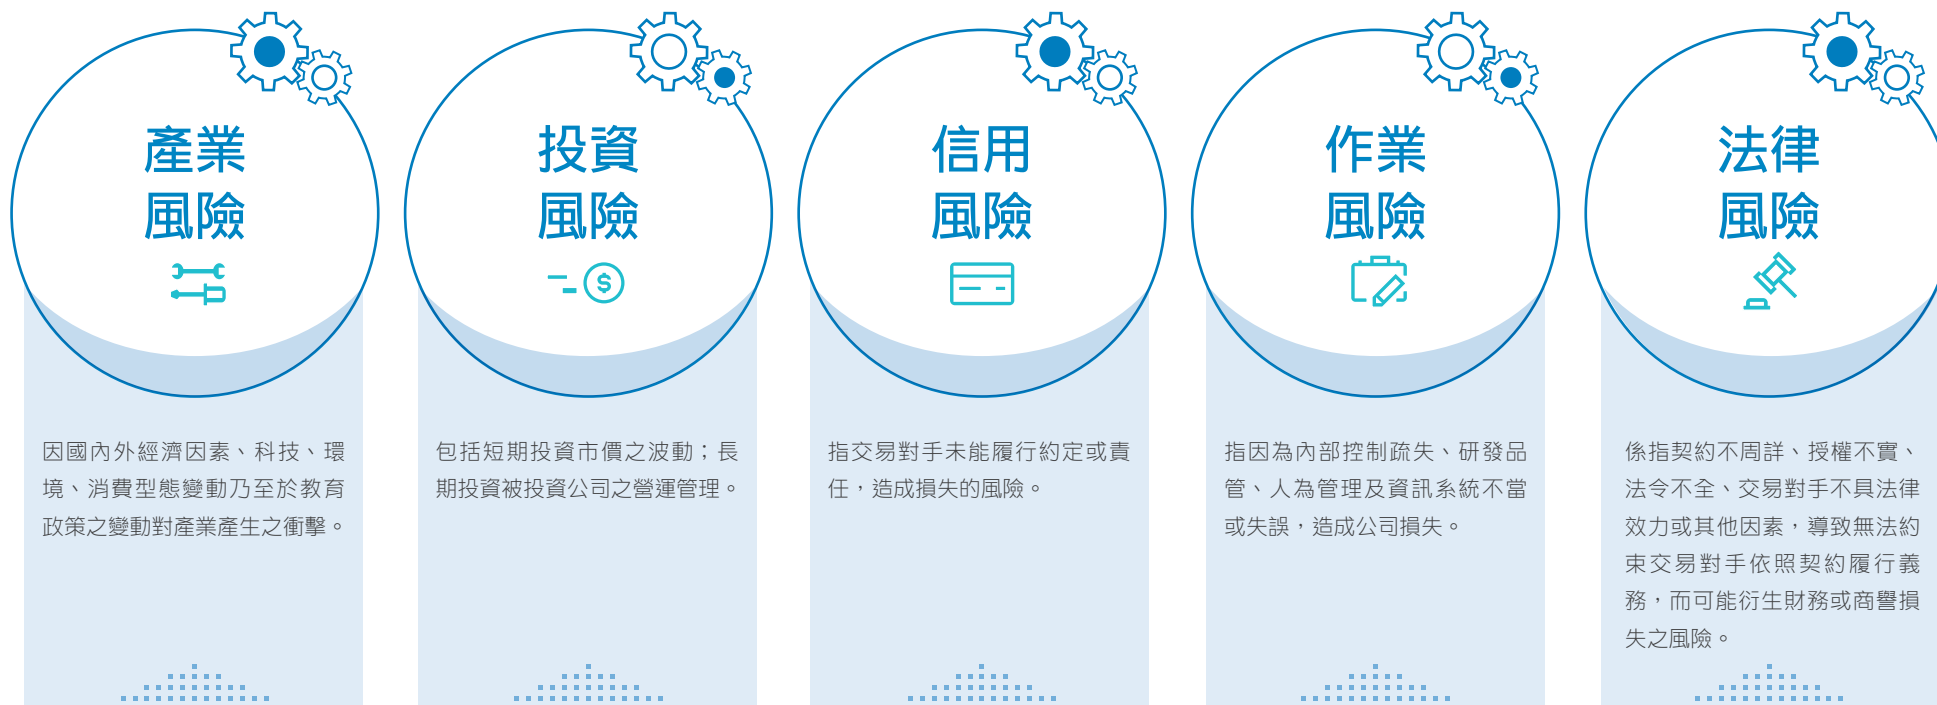 產業
風險
因國內外經濟因素、科技、環
境、消費型態變動乃至於教育
政策之變動對產業產生之衝擊。
投資
風險
包括短期投資市價之波動；長
期投資被投資公司之營運管理。
信用
風險
指交易對手未能履行約定或責
任，造成損失的風險。
作業
風險
指因為內部控制疏失、研發品
管、人為管理及資訊系統不當
或失誤，造成公司損失。
法律
風險
係指契約不周詳、授權不實、
法令不全、交易對手不具法律
效力或其他因素，導致無法約
束交易對手依照契約履行義
務，而可能衍生財務或商譽損
失之風險。